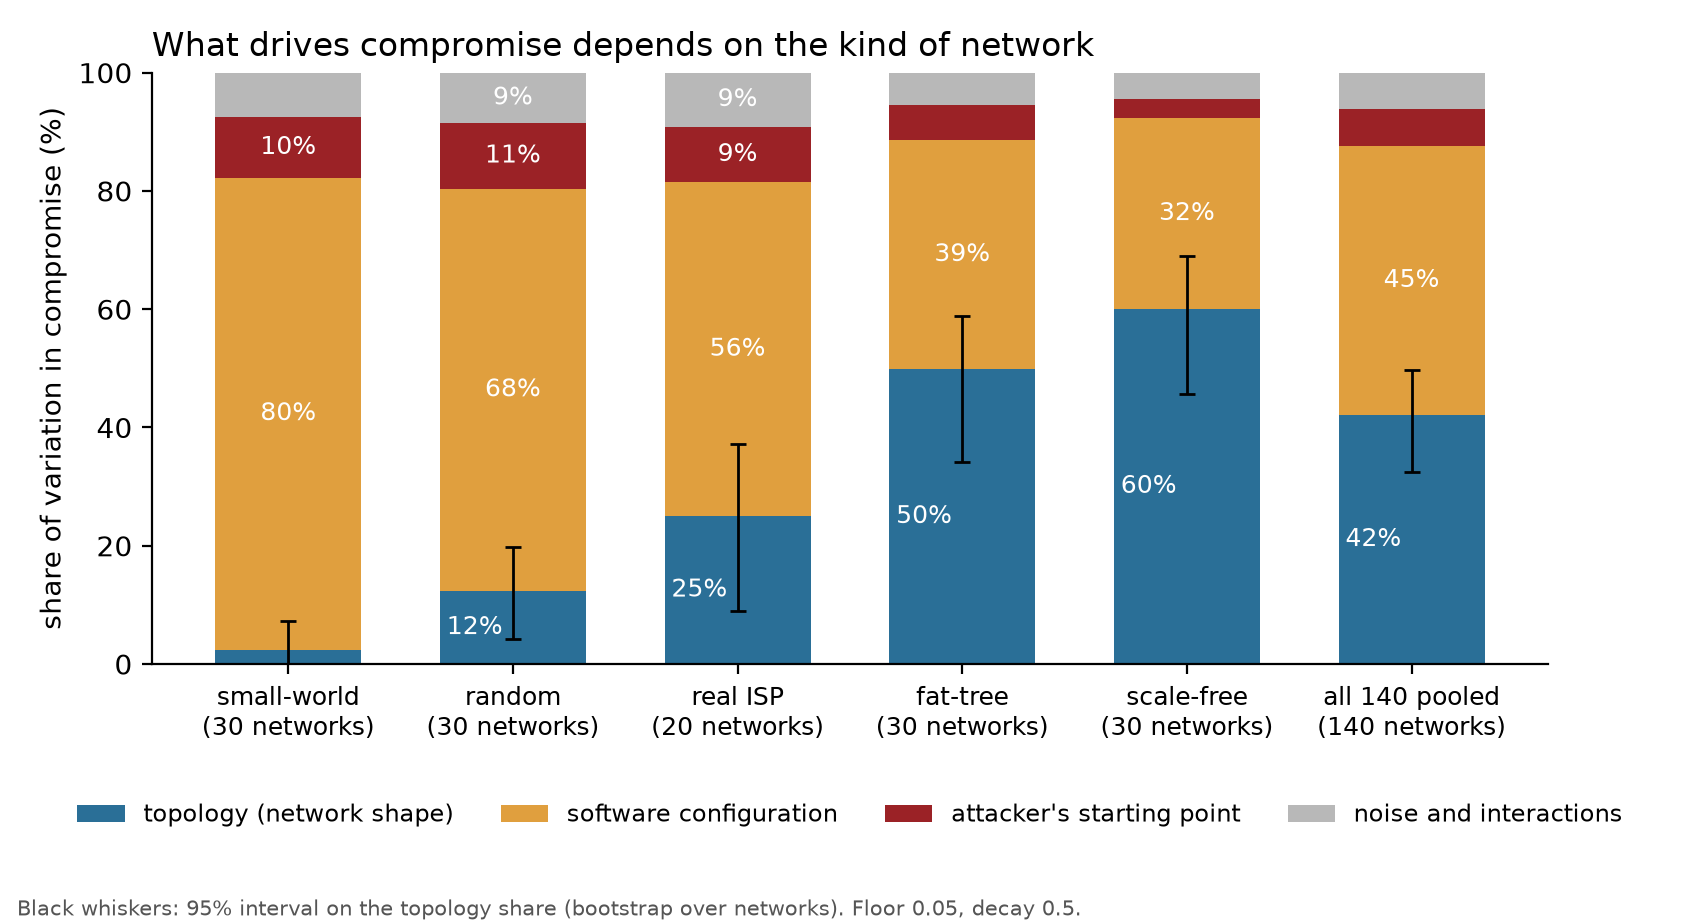 What drives compromise depends on the kind of network
share of variation in compromise (%)
100
80
60
40
20
0
10%
80%
9%
11%
68%
12%
9%
9%
56%
25%
39%
50%
32%
60%
45%
42%
small-world
(30 networks)
random
(30 networks)
real ISP
(20 networks)
fat-tree
(30 networks)
scale-free
(30 networks)
all 140 pooled
(140 networks)
topology (network shape)
software configuration
attacker's starting point
noise and interactions
Black whiskers: 95% interval on the topology share (bootstrap over networks). Floor 0.05, decay 0.5.